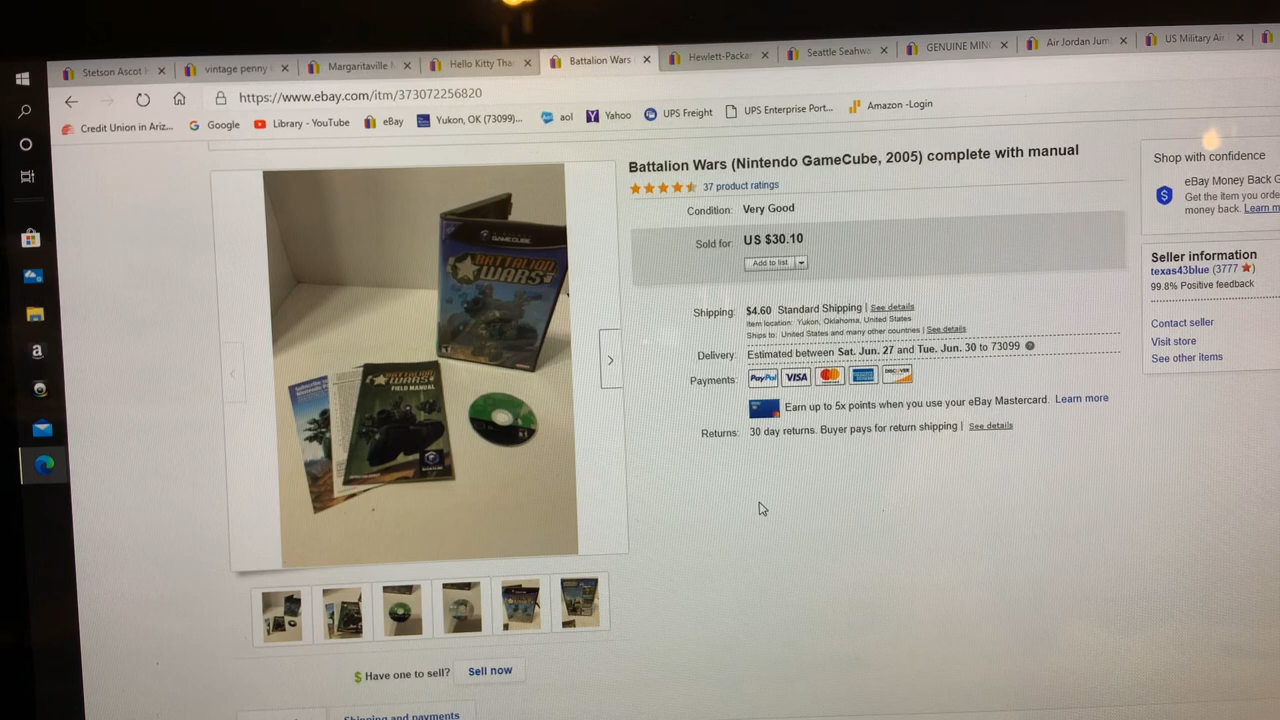 Stetson Ascot
vintage penny
Margaritaville
Hello Kitty Tha
Battalion Wars
Hewlett-Packa
Seattle Seahw
GENUINE MINC
Air Jordan Jum
US Military Air
https://www.ebay.com/itm/373072256820
Credit Union in Ariz...
Google
Library - YouTube
eBay
Yukon, OK (73099)...
aol
Yahoo
UPS Freight
UPS Enterprise Port...
Amazon -Login
Battalion Wars (Nintendo GameCube, 2005) complete with manual
37 product ratings
Condition: Very Good
Sold for: US $30.10
Add to list
Shipping: $4.60 Standard Shipping | See details
Item location: Yukon, Oklahoma, United States
Ships to: United States and many other countries | See details
Delivery: Estimated between Sat. Jun. 27 and Tue. Jun. 30 to 73099
Payments: PayPal VISA DISCOVER
Earn up to 5x points when you use your eBay Mastercard. Learn more
Returns: 30 day returns. Buyer pays for return shipping | See details
Shop with confidence
eBay Money Back G
Get the item you orde
money back. Learn m
Seller information
texas43blue (3777)
99.8% Positive feedback
Contact seller
Visit store
See other items
GAMECUBE
BATTALION
WARS
BATTALION
WARS
FIELD MANUAL
$ Have one to sell? Sell now
Shipping and payments